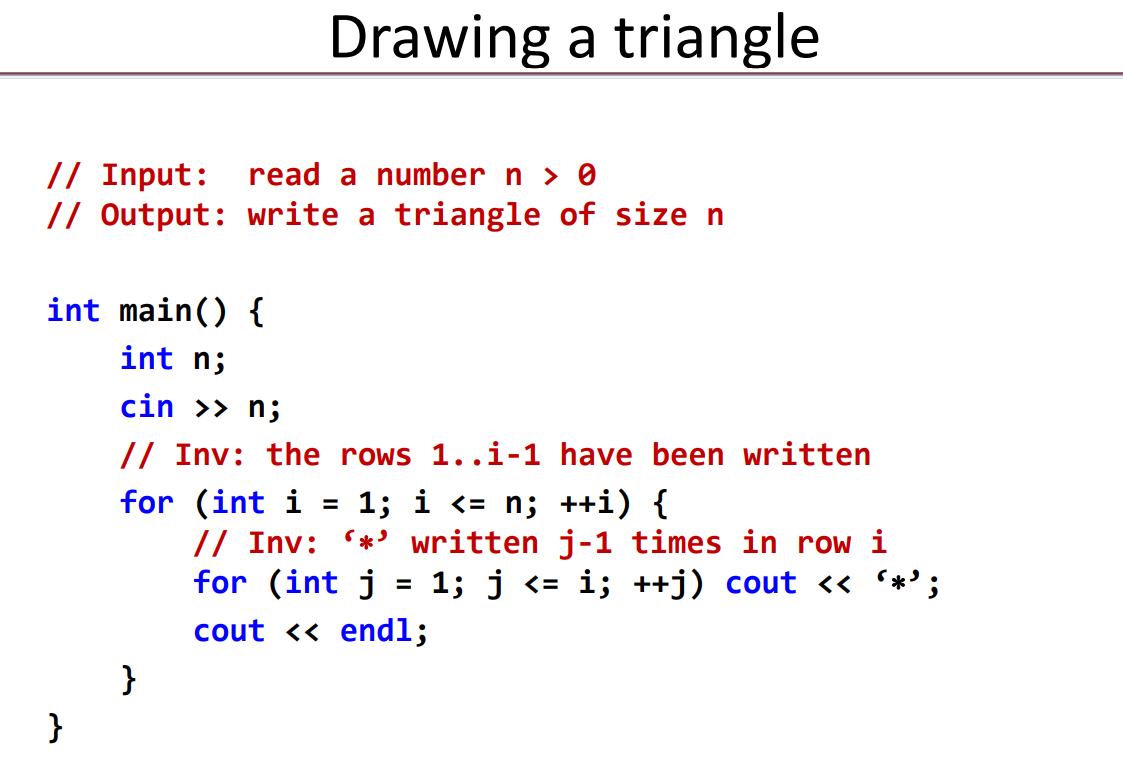 Drawing a triangle
// Input:  read a number n > 0
// Output: write a triangle of size n
int main() {
    int n;
    cin >> n;
    // Inv: the rows 1..i-1 have been written
    for (int i = 1; i <= n; ++i) {
        // Inv: ‘*’ written j-1 times in row i
        for (int j = 1; j <= i; ++j) cout << ‘*’;
        cout << endl;
    }
}